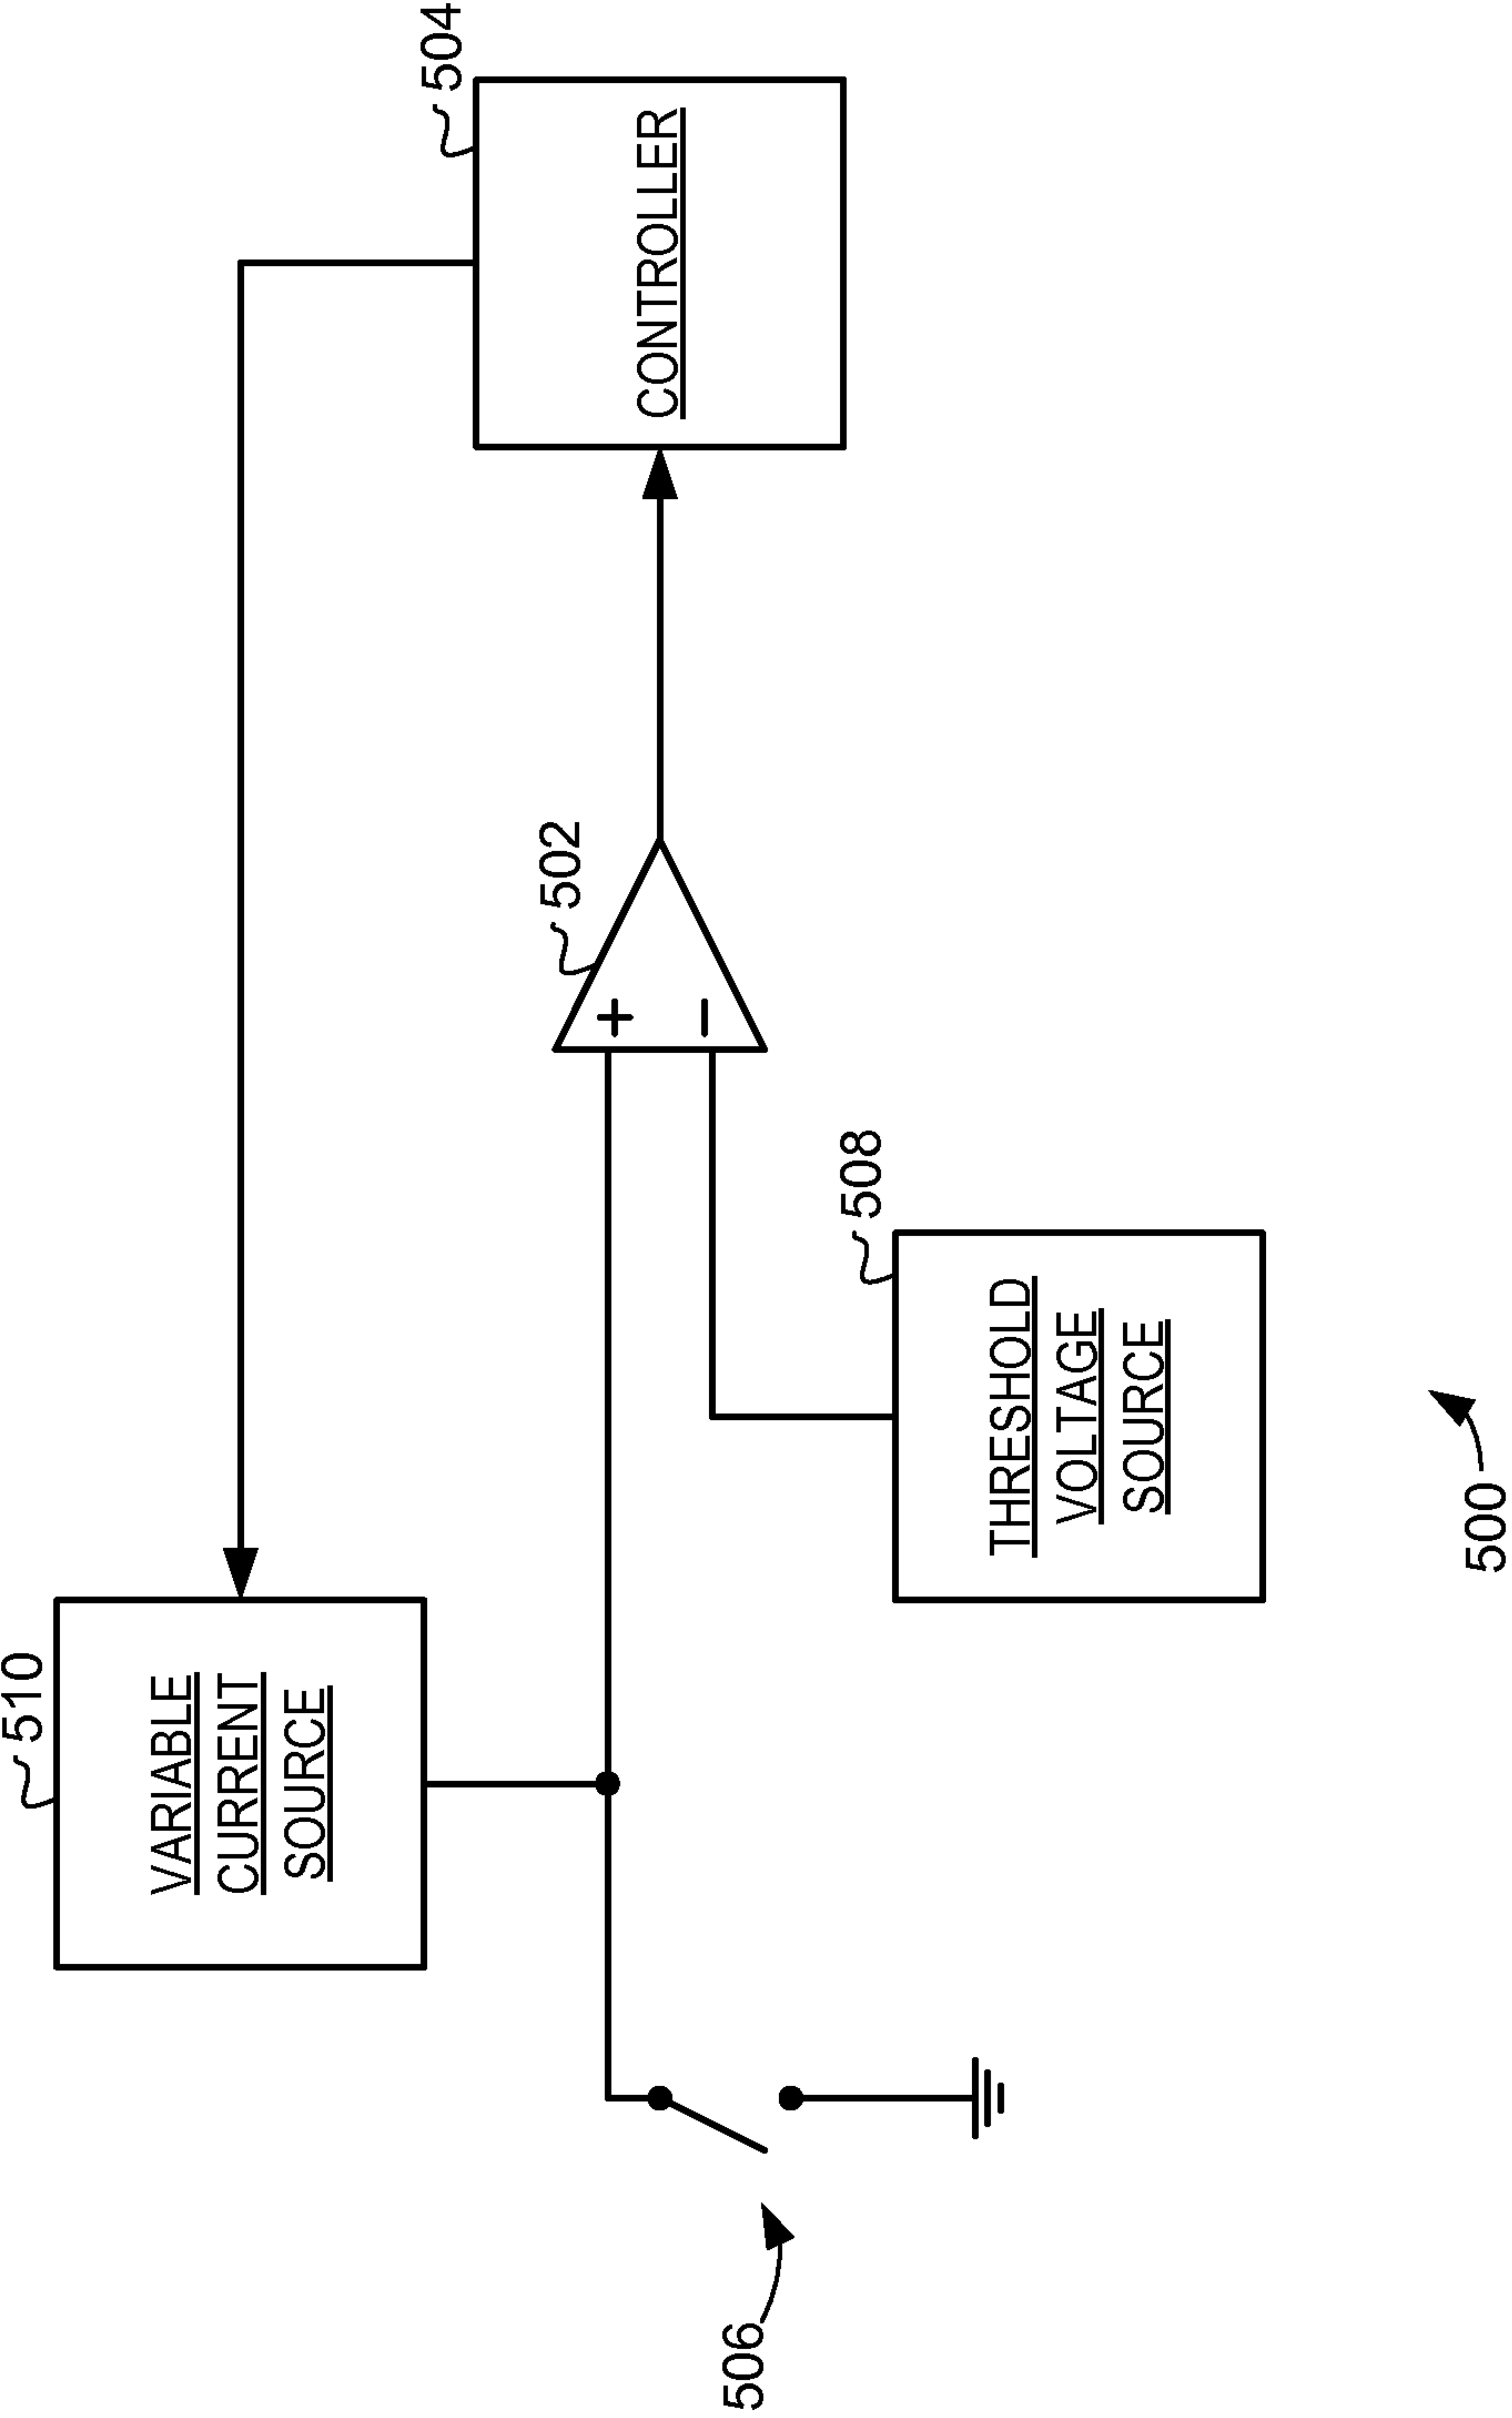 510
VARIABLE
CURRENT
SOURCE
504
CONTROLLER
502
+
−
508
THRESHOLD
VOLTAGE
SOURCE
506
500